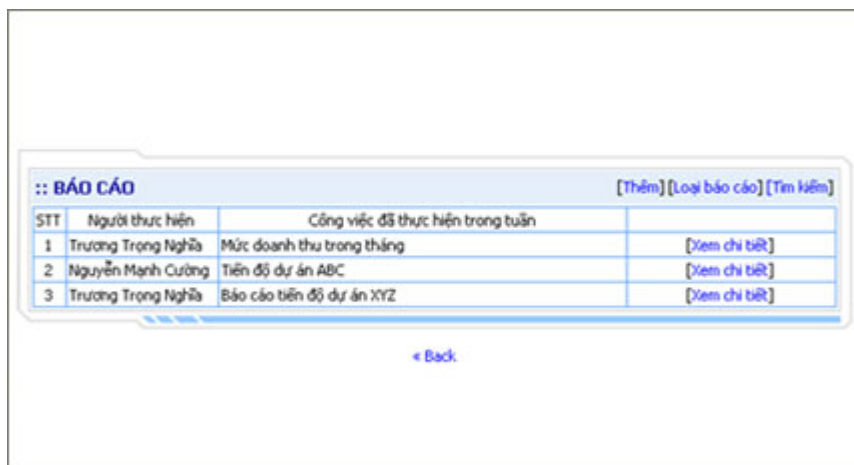 :: BÁO CÁO [Thêm] [Loại báo cáo] [Tìm kiếm]
STT Người thực hiện Công việc đã thực hiện trong tuần
1 Trương Trọng Nghĩa Mức doanh thu trong tháng [Xem chi tiết]
2 Nguyễn Mạnh Cường Tiến độ dự án ABC [Xem chi tiết]
3 Trương Trọng Nghĩa Báo cáo tiến độ dự án XYZ [Xem chi tiết]
« Back